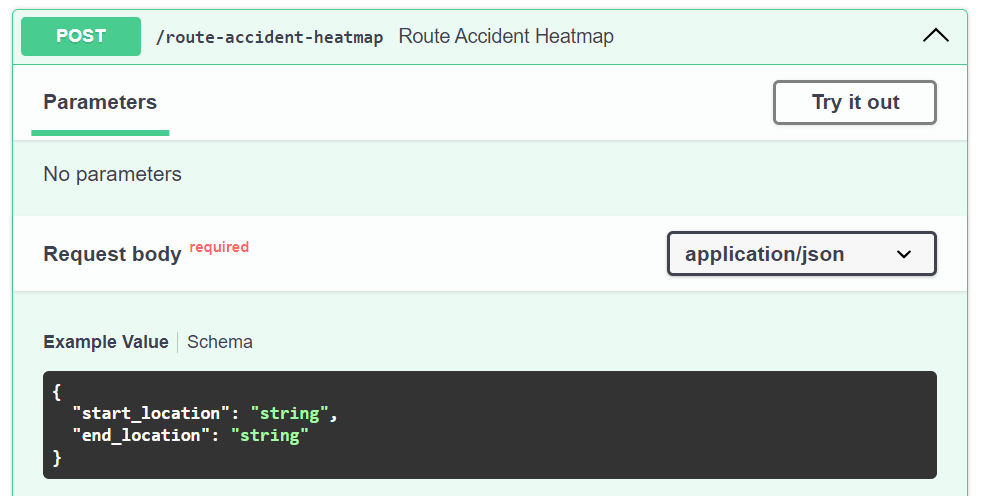 POST /route-accident-heatmap Route Accident Heatmap
Parameters Try it out
No parameters
Request body required application/json
Example Value Schema
{
  "start_location": "string",
  "end_location": "string"
}